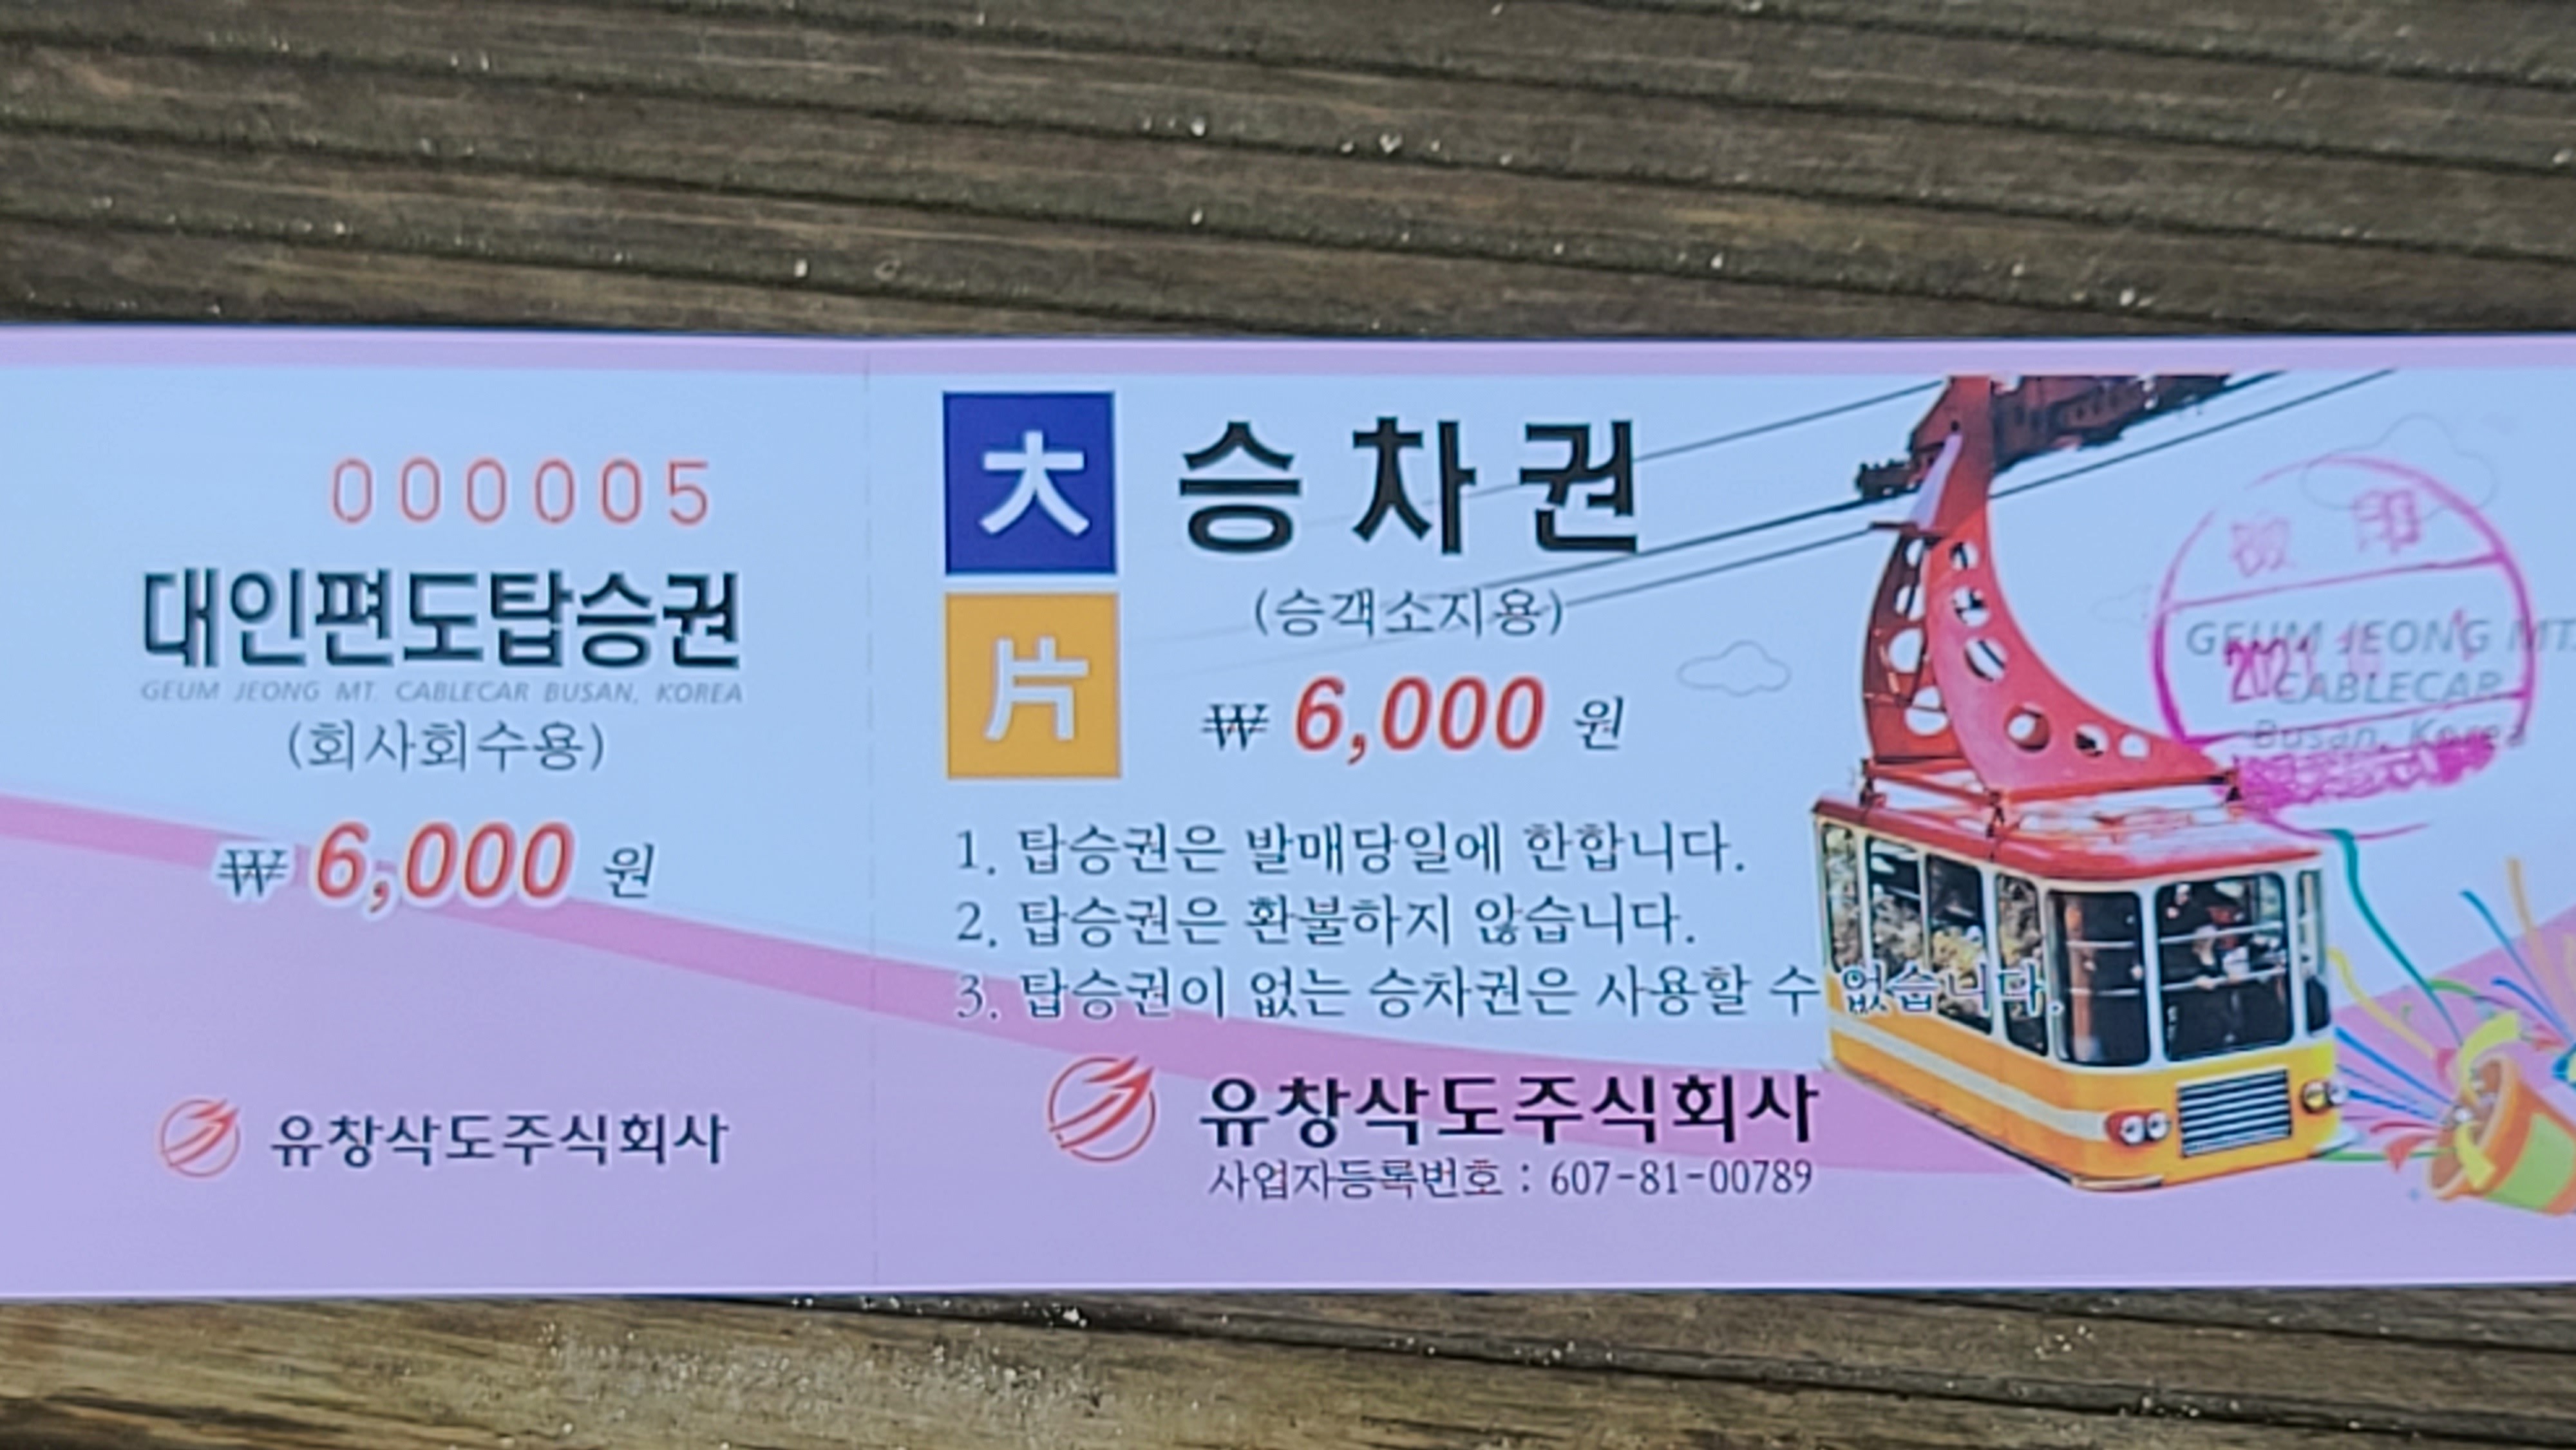 000005
대인편도탑승권
GEUM JEONG MT. CABLECAR BUSAN, KOREA
(회사회수용)
₩ 6,000 원
유창삭도주식회사
大 승차권
片
(승객소지용)
₩ 6,000 원
1. 탑승권은 발매당일에 한합니다.
2. 탑승권은 환불하지 않습니다.
3. 탑승권이 없는 승차권은 사용할 수 없습니다.
유창삭도주식회사
사업자등록번호 : 607-81-00789
印
GEUM JEONG MT.
CABLECAR
Busan, Korea